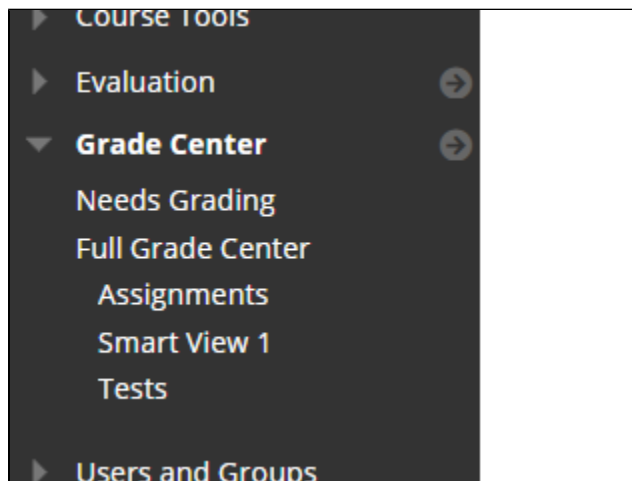 Course Tools
Evaluation
Grade Center
Needs Grading
Full Grade Center
Assignments
Smart View 1
Tests
Users and Groups